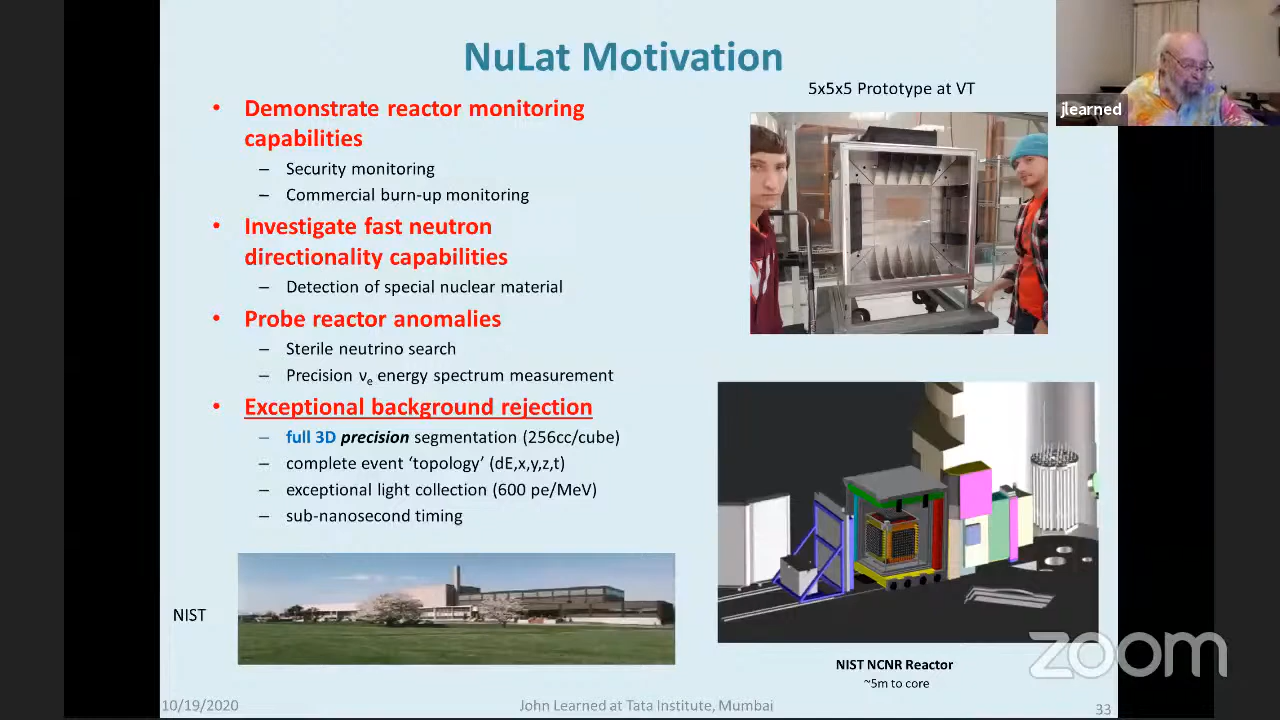 NuLat Motivation
5x5x5 Prototype at VT
jlearned
• Demonstrate reactor monitoring
capabilities
– Security monitoring
– Commercial burn-up monitoring
• Investigate fast neutron
directionality capabilities
– Detection of special nuclear material
• Probe reactor anomalies
– Sterile neutrino search
– Precision νe energy spectrum measurement
• Exceptional background rejection
– full 3D precision segmentation (256cc/cube)
– complete event ‘topology’ (dE,x,y,z,t)
– exceptional light collection (600 pe/MeV)
– sub-nanosecond timing
NIST
NIST NCNR Reactor
~5m to core
zoom
10/19/2020
John Learned at Tata Institute, Mumbai
33